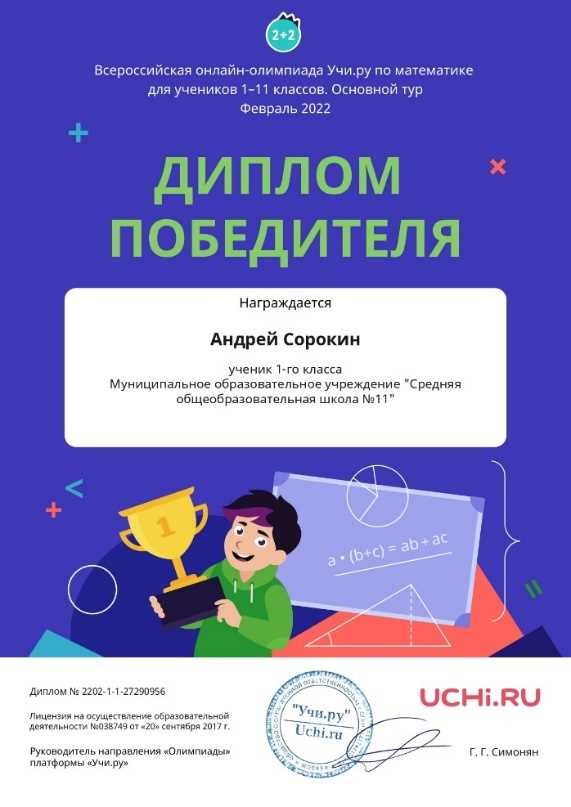 2+2
Всероссийская онлайн-олимпиада Учи.ру по математике
для учеников 1–11 классов. Основной тур
Февраль 2022
ДИПЛОМ
ПОБЕДИТЕЛЯ
Награждается
Андрей Сорокин
ученик 1-го класса
Муниципальное образовательное учреждение "Средняя
общеобразовательная школа №11"
1
a • (b+c) = ab + ac
Диплом № 2202-1-1-27290956
Лицензия на осуществление образовательной
деятельности №038749 от «20» сентября 2017 г.
Руководитель направления «Олимпиады»
платформы «Учи.ру»
"Учи.ру"
Uchi.ru
UCHi.RU
Г. Г. Симонян